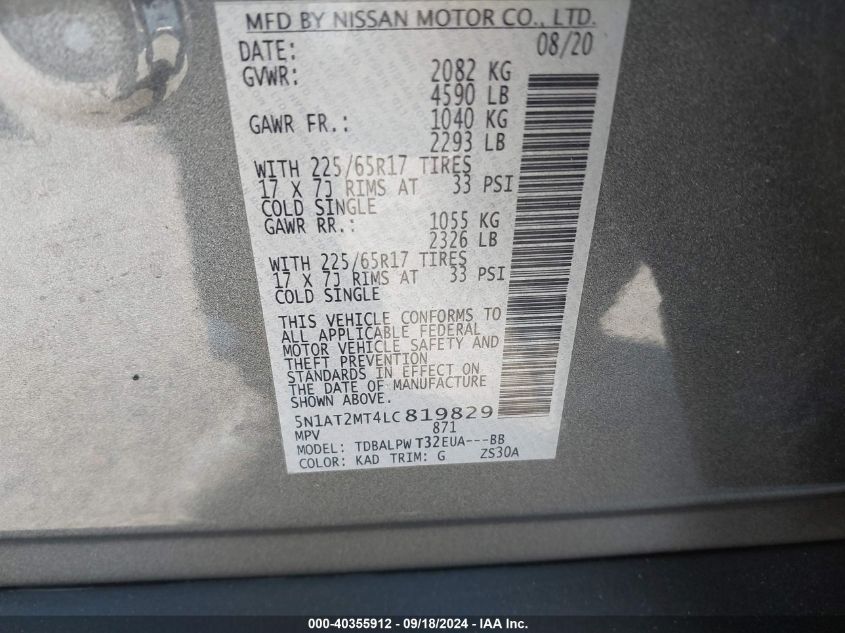 MFD BY NISSAN MOTOR CO., LTD.
DATE: 08/20
GVWR: 2082 KG
4590 LB
GAWR FR.: 1040 KG
2293 LB
WITH 225/65R17 TIRES
17 X 7J RIMS AT 33 PSI
COLD SINGLE
GAWR RR.: 1055 KG
2326 LB
WITH 225/65R17 TIRES
17 X 7J RIMS AT 33 PSI
COLD SINGLE
THIS VEHICLE CONFORMS TO
ALL APPLICABLE FEDERAL
MOTOR VEHICLE SAFETY AND
THEFT PREVENTION
STANDARDS IN EFFECT ON
THE DATE OF MANUFACTURE
SHOWN ABOVE.
5N1AT2MT4LC819829
MPV 871
MODEL: TDBALPW T32EUA---BB
COLOR: KAD TRIM: G ZS30A
000-40355912 - 09/18/2024 - IAA Inc.